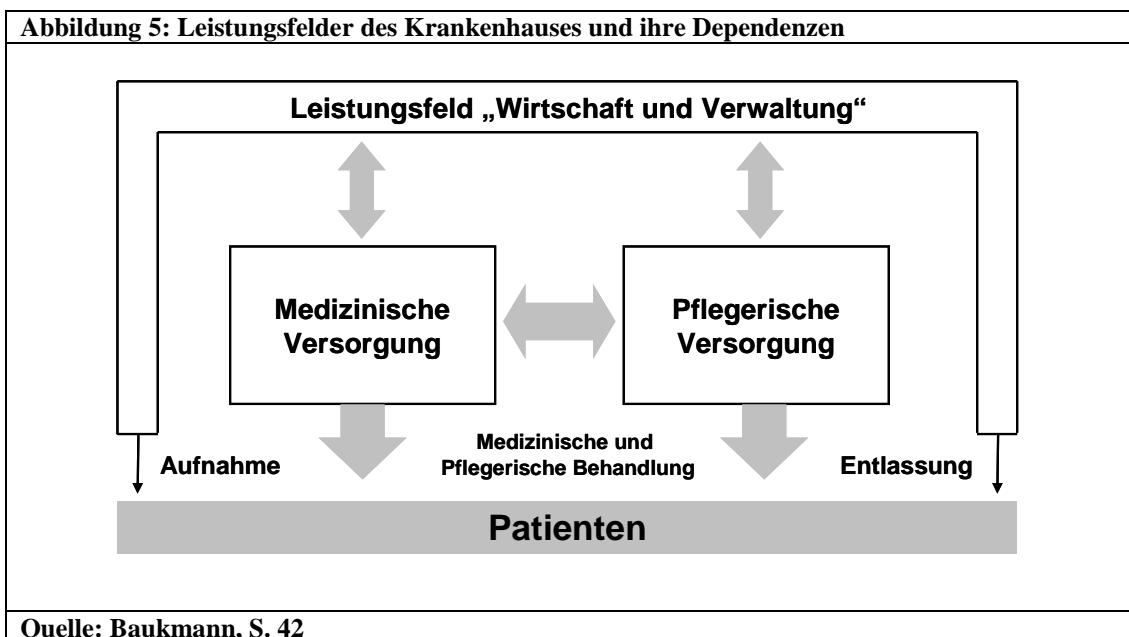 Abbildung 5: Leistungsfelder des Krankenhauses und ihre Dependenzen
Leistungsfeld „Wirtschaft und Verwaltung“
Medizinische
Versorgung
Pflegerische
Versorgung
Aufnahme
Medizinische und
Pflegerische Behandlung
Entlassung
Patienten
Quelle: Baukmann, S. 42